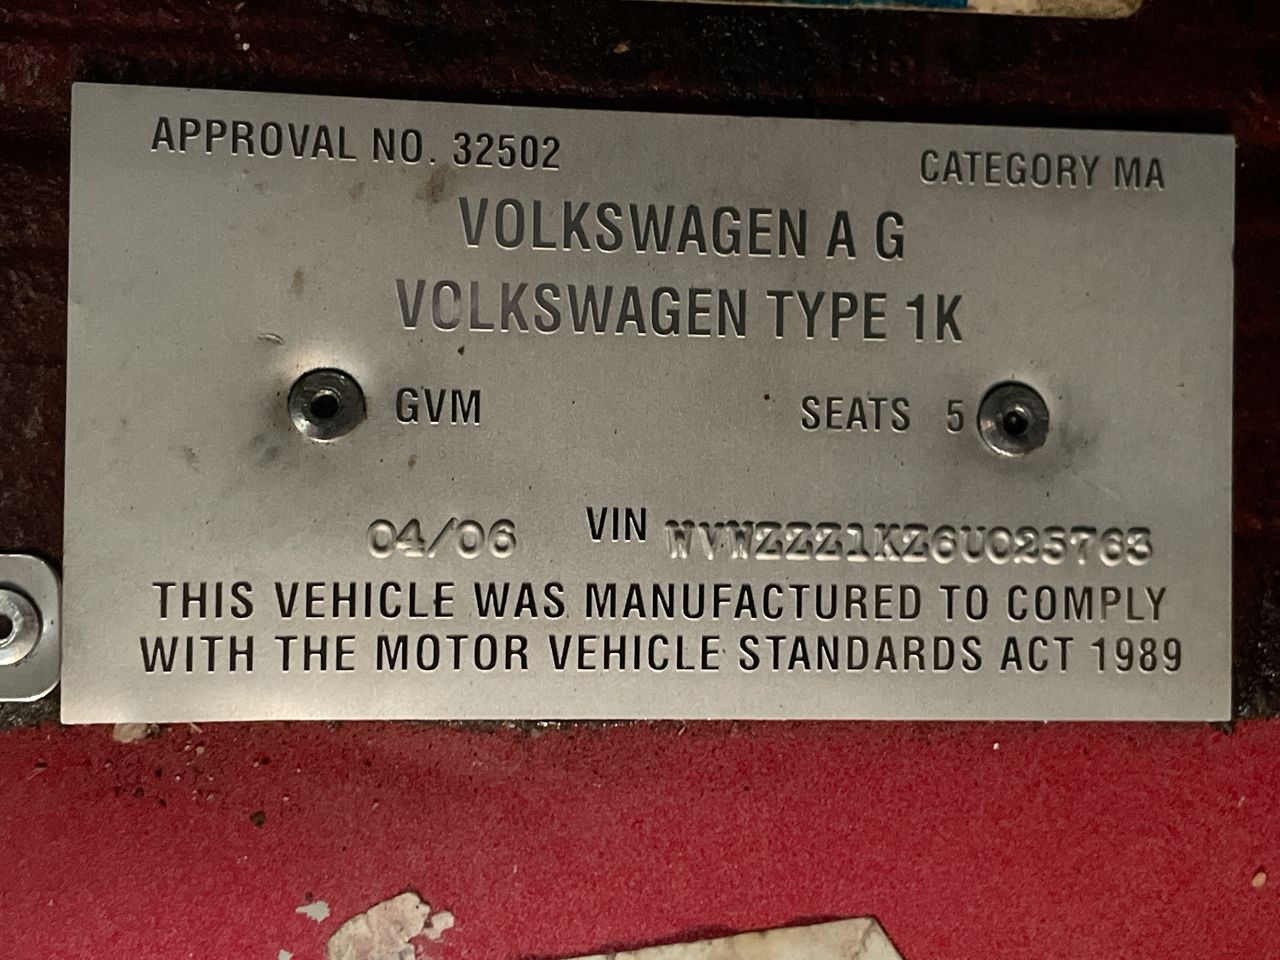 APPROVAL NO. 32502 CATEGORY MA
VOLKSWAGEN A G
VOLKSWAGEN TYPE 1K
GVM SEATS 5
04/06 VIN WVWZZZ1KZ6U025763
THIS VEHICLE WAS MANUFACTURED TO COMPLY
WITH THE MOTOR VEHICLE STANDARDS ACT 1989